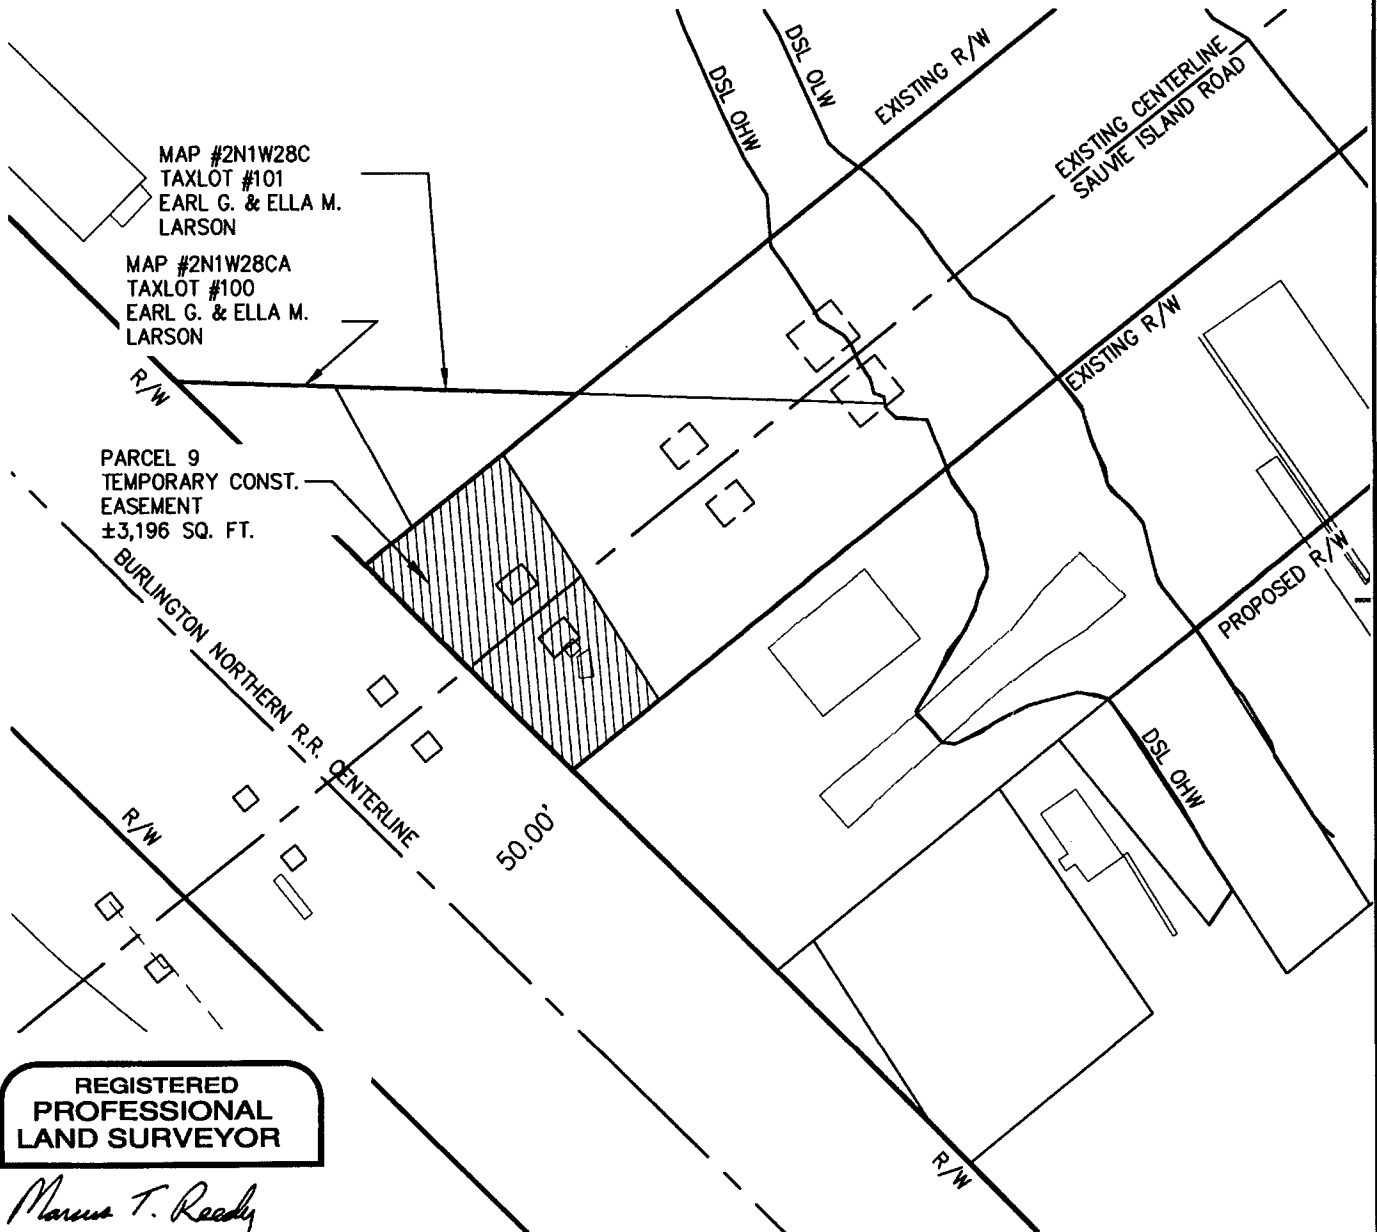 DSL OHW
DSL OLW
EXISTING R/W
EXISTING CENTERLINE
SAUVIE ISLAND ROAD
MAP #2N1W28C
TAXLOT #101
EARL G. & ELLA M.
LARSON
MAP #2N1W28CA
TAXLOT #100
EARL G. & ELLA M.
LARSON
R/W
EXISTING R/W
PARCEL 9
TEMPORARY CONST.
EASEMENT
±3,196 SQ. FT.
BURLINGTON NORTHERN R.R. CENTERLINE
PROPOSED R/W
DSL OHW
R/W
50.00'
R/W
REGISTERED
PROFESSIONAL
LAND SURVEYOR
Marcus T. Reedy